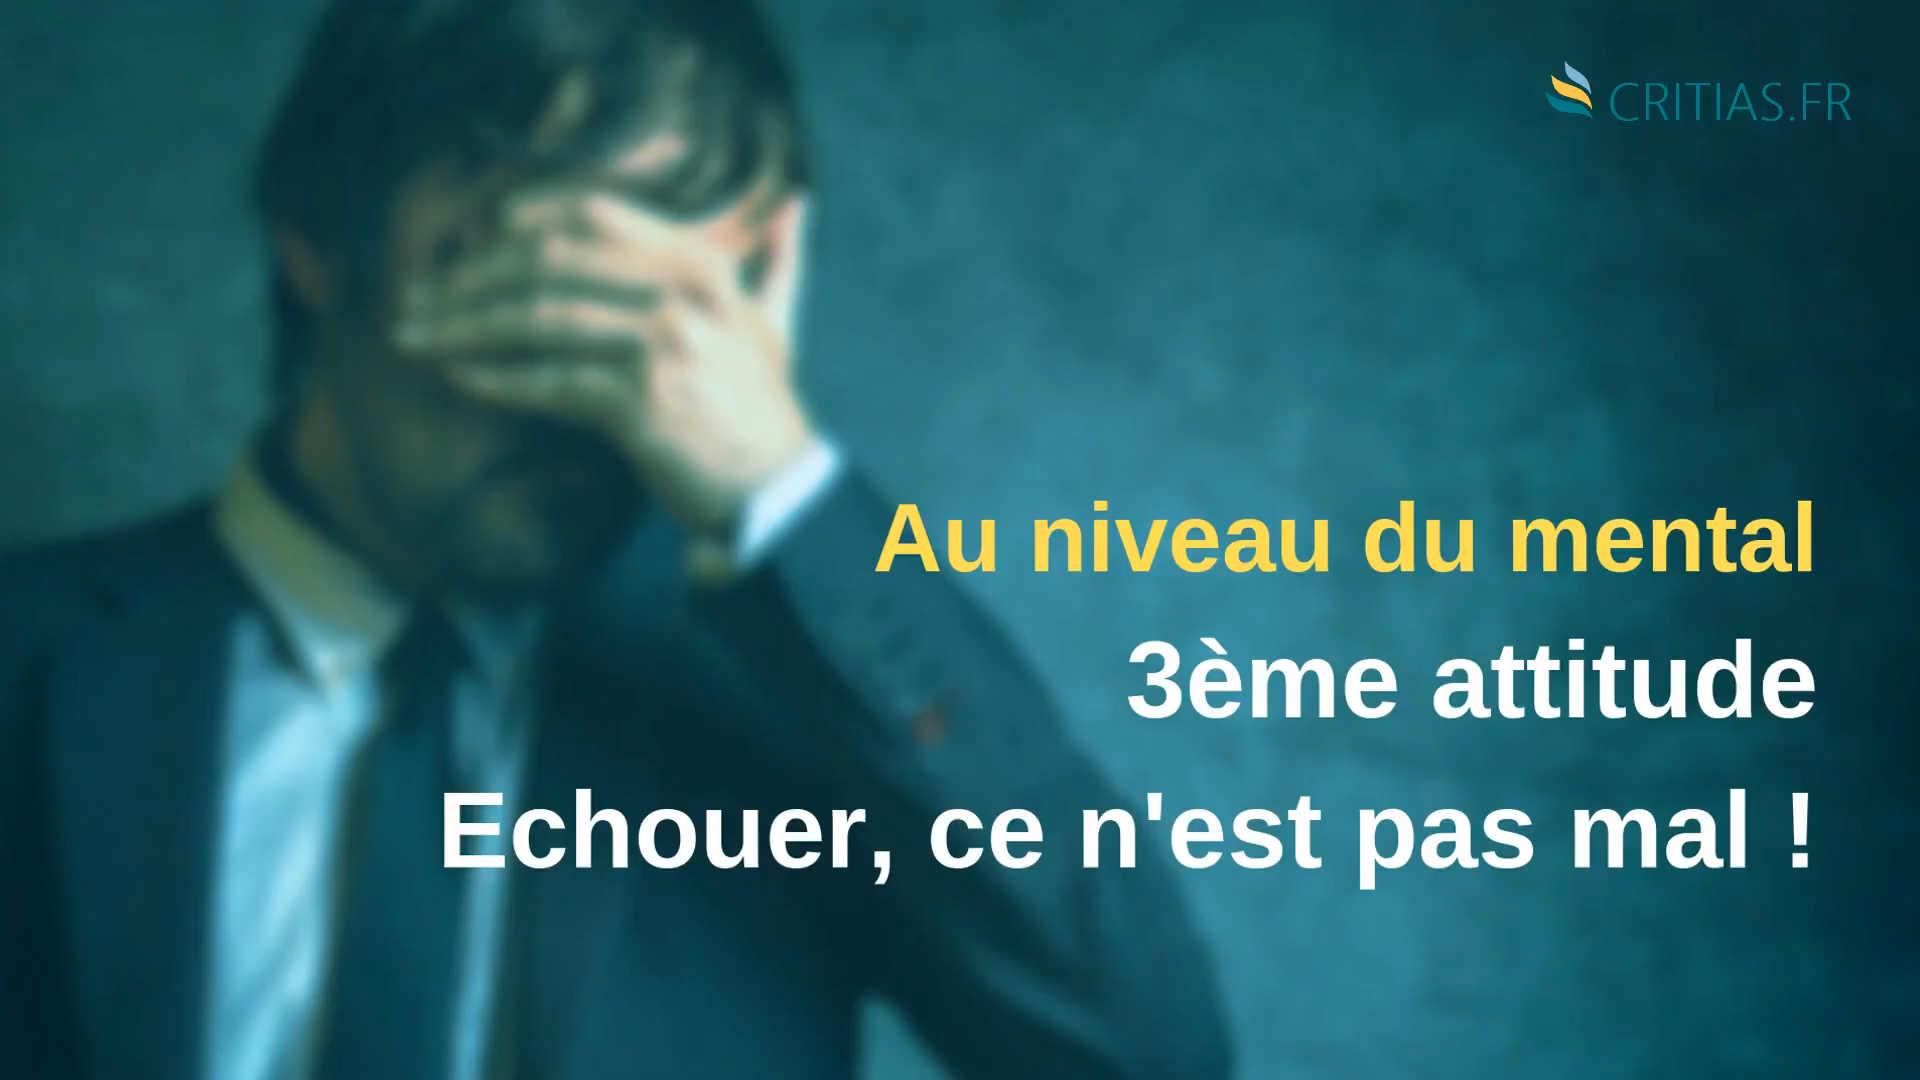 CRITIAS.FR
Au niveau du mental
3ème attitude
Echouer, ce n'est pas mal !